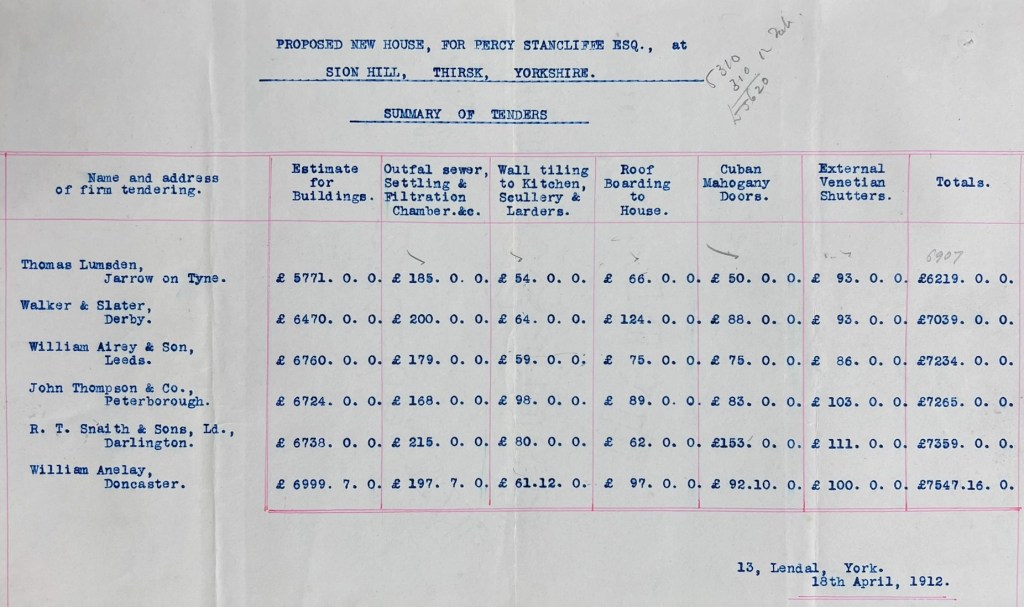 PROPOSED NEW HOUSE, FOR PERCY STANCLIFFE ESQ., at
SION HILL, THIRSK, YORKSHIRE.
5310
310
£5620
SUMMARY OF TENDERS
Name and address of firm tendering. Estimate for Buildings. Outfal sewer, Settling & Filtration Chamber.&c. Wall tiling to Kitchen, Scullery & Larders. Roof Boarding to House. Cuban Mahogany Doors. External Venetian Shutters. Totals.
6907
Thomas Lumsden,
Jarrow on Tyne. £ 5771. 0. 0. £ 185. 0. 0. £ 54. 0. 0. £ 66. 0. 0. £ 50. 0. 0. £ 93. 0. 0. £6219. 0. 0.
Walker & Slater,
Derby. £ 6470. 0. 0. £ 200. 0. 0. £ 64. 0. 0. £ 124. 0. 0. £ 88. 0. 0. £ 93. 0. 0. £7039. 0. 0.
William Airey & Son,
Leeds. £ 6760. 0. 0. £ 179. 0. 0. £ 59. 0. 0. £ 75. 0. 0. £ 75. 0. 0. £ 86. 0. 0. £7234. 0. 0.
John Thompson & Co.,
Peterborough. £ 6724. 0. 0. £ 168. 0. 0. £ 98. 0. 0. £ 89. 0. 0. £ 83. 0. 0. £ 103. 0. 0. £7265. 0. 0.
R. T. Snaith & Sons, Ld.,
Darlington. £ 6738. 0. 0. £ 215. 0. 0. £ 80. 0. 0. £ 62. 0. 0. £153. 0. 0. £ 111. 0. 0. £7359. 0. 0.
William Anelay,
Doncaster. £ 6999. 7. 0. £ 197. 7. 0. £ 61.12. 0. £ 97. 0. 0. £ 92.10. 0. £ 100. 0. 0. £7547.16. 0.
13, Lendal, York.
18th April, 1912.